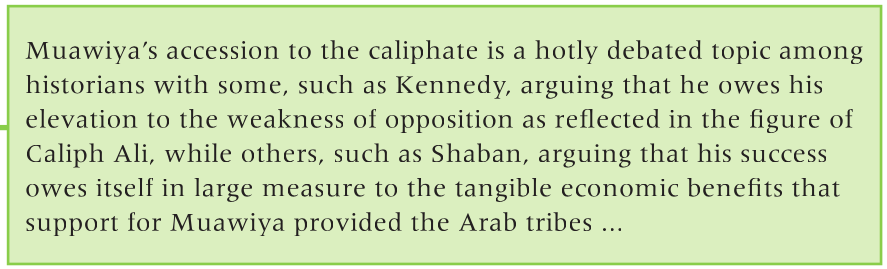 Muawiya's accession to the caliphate is a hotly debated topic among
historians with some, such as Kennedy, arguing that he owes his
elevation to the weakness of opposition as reflected in the figure of
Caliph Ali, while others, such as Shaban, arguing that his success
owes itself in large measure to the tangible economic benefits that
support for Muawiya provided the Arab tribes ...